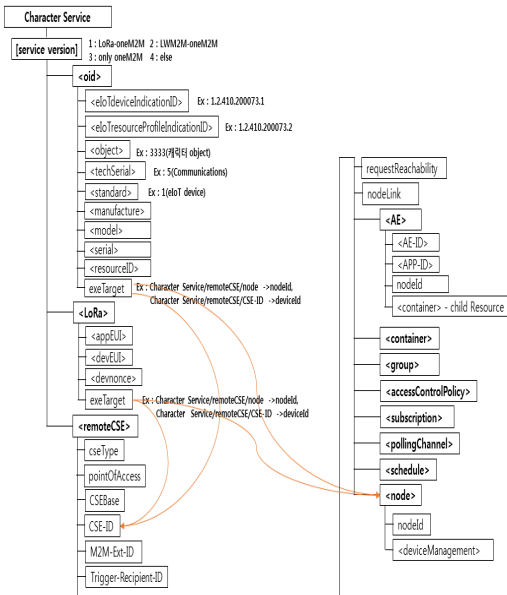 Character Service
[service version]
1 : LoRa-oneM2M 2 : LWM2M-oneM2M
3 : only oneM2M 4 : else
<oid>
<eIoTdeviceIndicationID> Ex : 1.2.410.200073.1
<eIoTresourceProfileIndicationID> Ex : 1.2.410.200073.2
<object> Ex : 3333(캐릭터 object)
<techSerial> Ex : 5(Communications)
<standard> Ex : 1(eIoT device)
<manufacture>
<model>
<serial>
<resourceID>
exeTarget Ex : Charaxter Service/remoteCSE/node ->nodeId,
Character Service/remoteCSE/CSE-ID ->deviceId
<LoRa>
<appEUI>
<devEUI>
<devnonce>
exeTarget Ex : Character Service/remoteCSE/node ->nodeId,
Character Service/remoteCSE/CSE-ID ->deviceId
<remoteCSE>
cseType
pointOfAccess
CSEBase
CSE-ID
M2M-Ext-ID
Trigger-Recipient-ID
requestReachability
nodeLink
<AE>
<AE-ID>
<APP-ID>
nodeId
<container> - child Resource
<container>
<group>
<accessControlPolicy>
<subscription>
<pollingChannel>
<schedule>
<node>
nodeId
<deviceManagement>